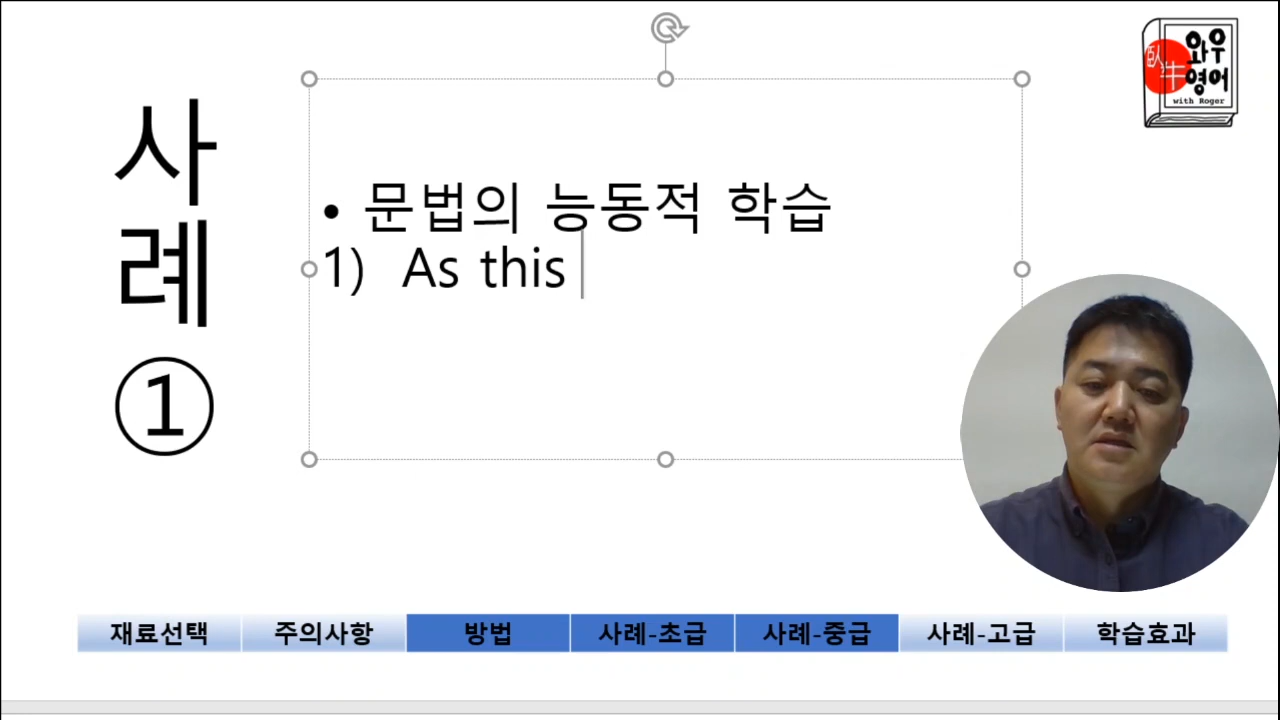 사
례
①
• 문법의 능동적 학습
1) As this
臥牛
와우
영어
with Roger
재료선택 주의사항 방법 사례-초급 사례-중급 사례-고급 학습효과